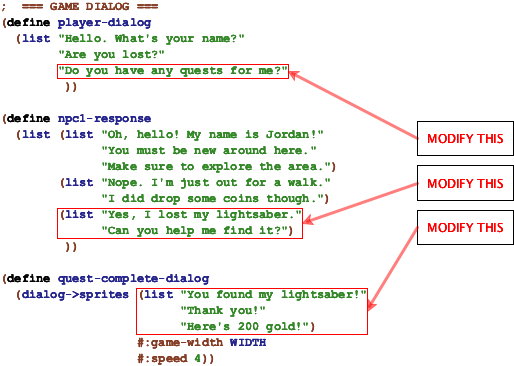 ; === GAME DIALOG ===
(define player-dialog
(list "Hello. What's your name?"
"Are you lost?"
"Do you have any quests for me?"
))
(define npc1-response
(list (list "Oh, hello! My name is Jordan!"
"You must be new around here."
"Make sure to explore the area.")
(list "Nope. I'm just out for a walk."
"I did drop some coins though.")
(list "Yes, I lost my lightsaber."
"Can you help me find it?")
))
(define quest-complete-dialog
(dialog->sprites (list "You found my lightsaber!"
"Thank you!"
"Here's 200 gold!")
#:game-width WIDTH
#:speed 4))
MODIFY THIS
MODIFY THIS
MODIFY THIS